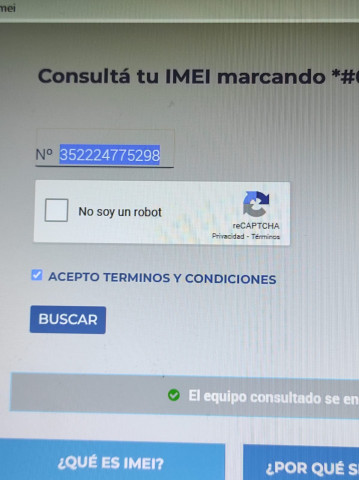 mei
Consultá tu IMEI marcando *#
Nº 352224775298
No soy un robot
reCAPTCHA
Privacidad - Términos
ACEPTO TERMINOS Y CONDICIONES
BUSCAR
El equipo consultado se en
¿QUÉ ES IMEI?
¿POR QUÉ S